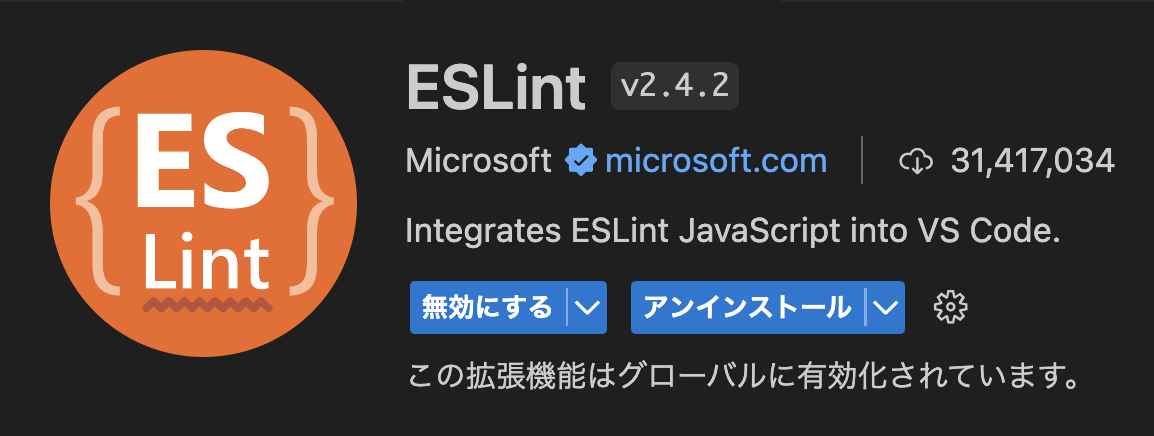 {ES
Lint}
ESLint v2.4.2
Microsoft microsoft.com 31,417,034
Integrates ESLint JavaScript into VS Code.
無効にする アンインストール
この拡張機能はグローバルに有効化されています。